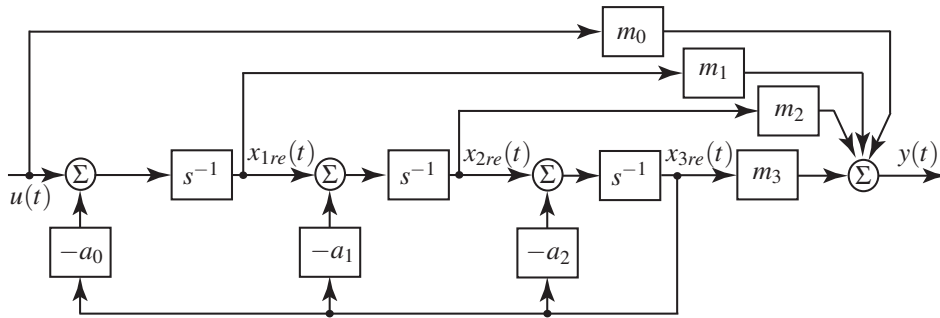 m₀
m₁
m₂
u(t)
Σ
s⁻¹
x₁ᵣₑ(t)
Σ
s⁻¹
x₂ᵣₑ(t)
Σ
s⁻¹
x₃ᵣₑ(t)
m₃
Σ
y(t)
−a₀
−a₁
−a₂